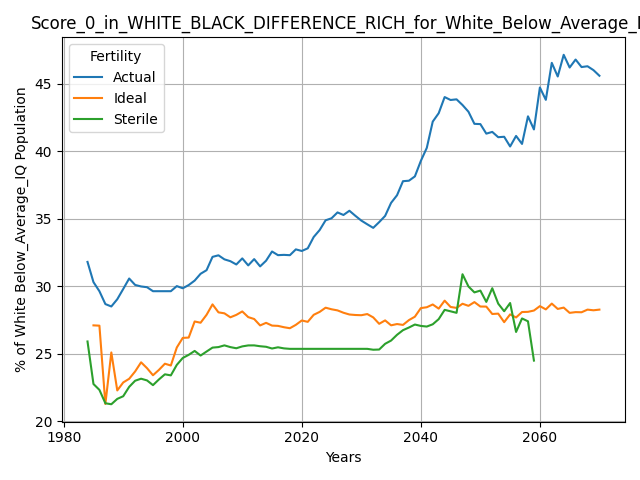 Score_0_in_WHITE_BLACK_DIFFERENCE_RICH_for_White_Below_Average_I
Fertility
Actual
Ideal
Sterile
% of White Below_Average_IQ Population
45
40
35
30
25
20
1980
2000
2020
2040
2060
Years